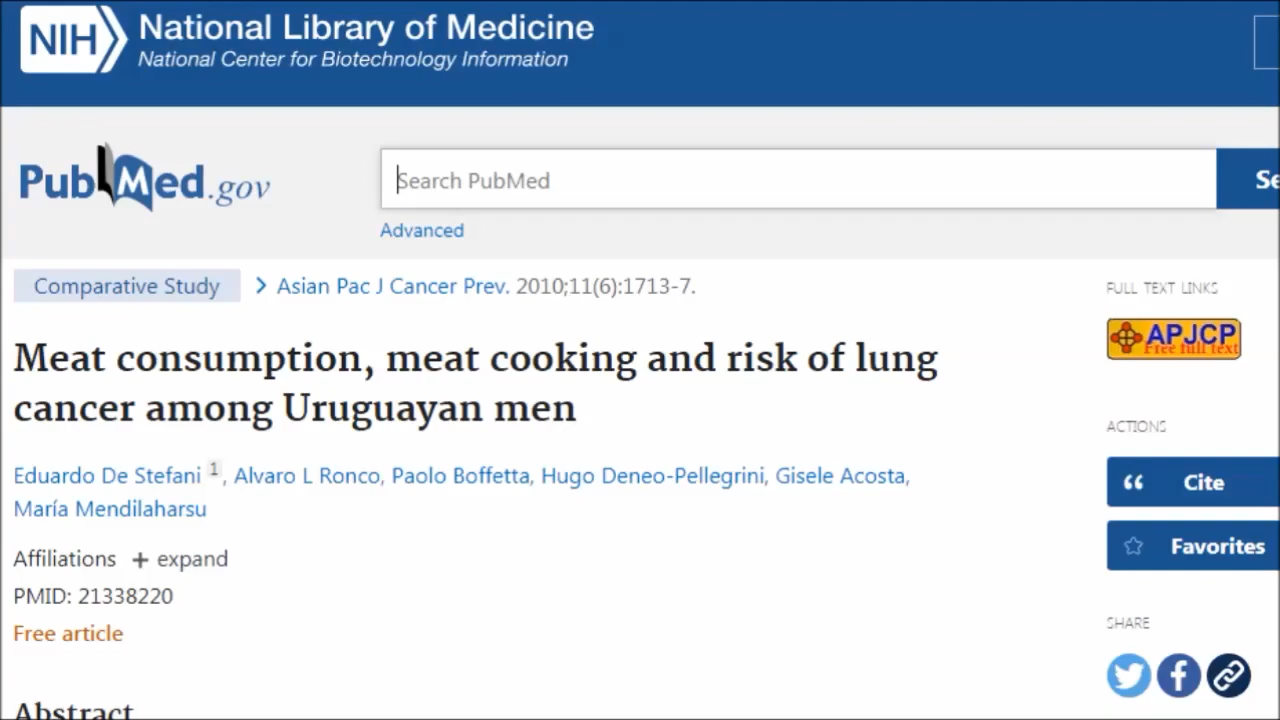 NIH
National Library of Medicine
National Center for Biotechnology Information
PubMed.gov
Search PubMed
Advanced
Comparative Study
Asian Pac J Cancer Prev. 2010;11(6):1713-7.
Meat consumption, meat cooking and risk of lung
cancer among Uruguayan men
Eduardo De Stefani 1, Alvaro L Ronco, Paolo Boffetta, Hugo Deneo-Pellegrini, Gisele Acosta,
María Mendilaharsu
Affiliations + expand
PMID: 21338220
Free article
Abstract
FULL TEXT LINKS
APJCP
Free full text
ACTIONS
Cite
Favorites
SHARE